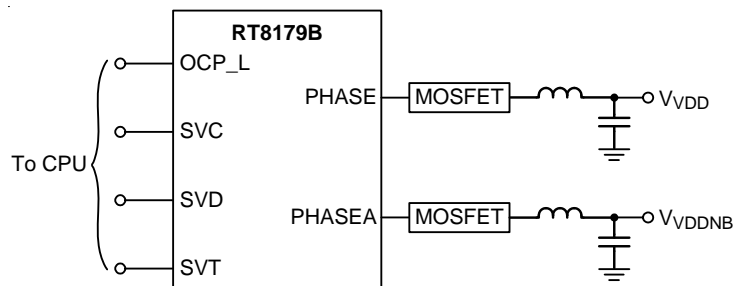 RT8179B
OCP_L
PHASE MOSFET VVDD
SVC
To CPU
SVD
PHASEA MOSFET VVDDNB
SVT